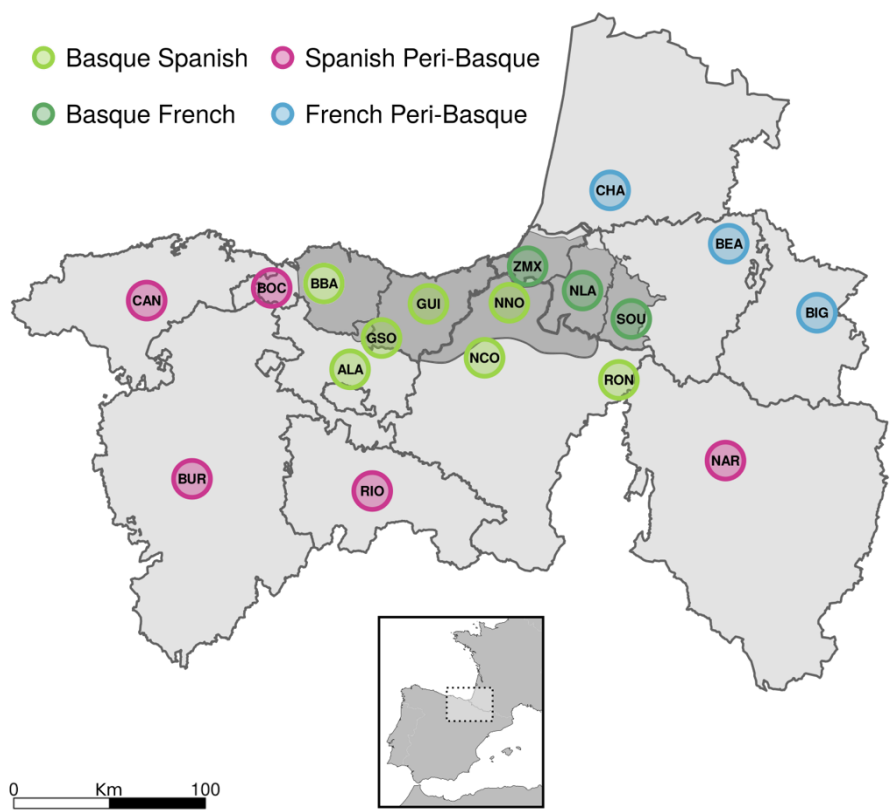 Basque Spanish
Spanish Peri-Basque
Basque French
French Peri-Basque
CHA
BEA
ZMX
BOC
BBA
NLA
CAN
GUI
NNO
BIG
SOU
GSO
NCO
ALA
RON
NAR
BUR
RIO
0 Km 100